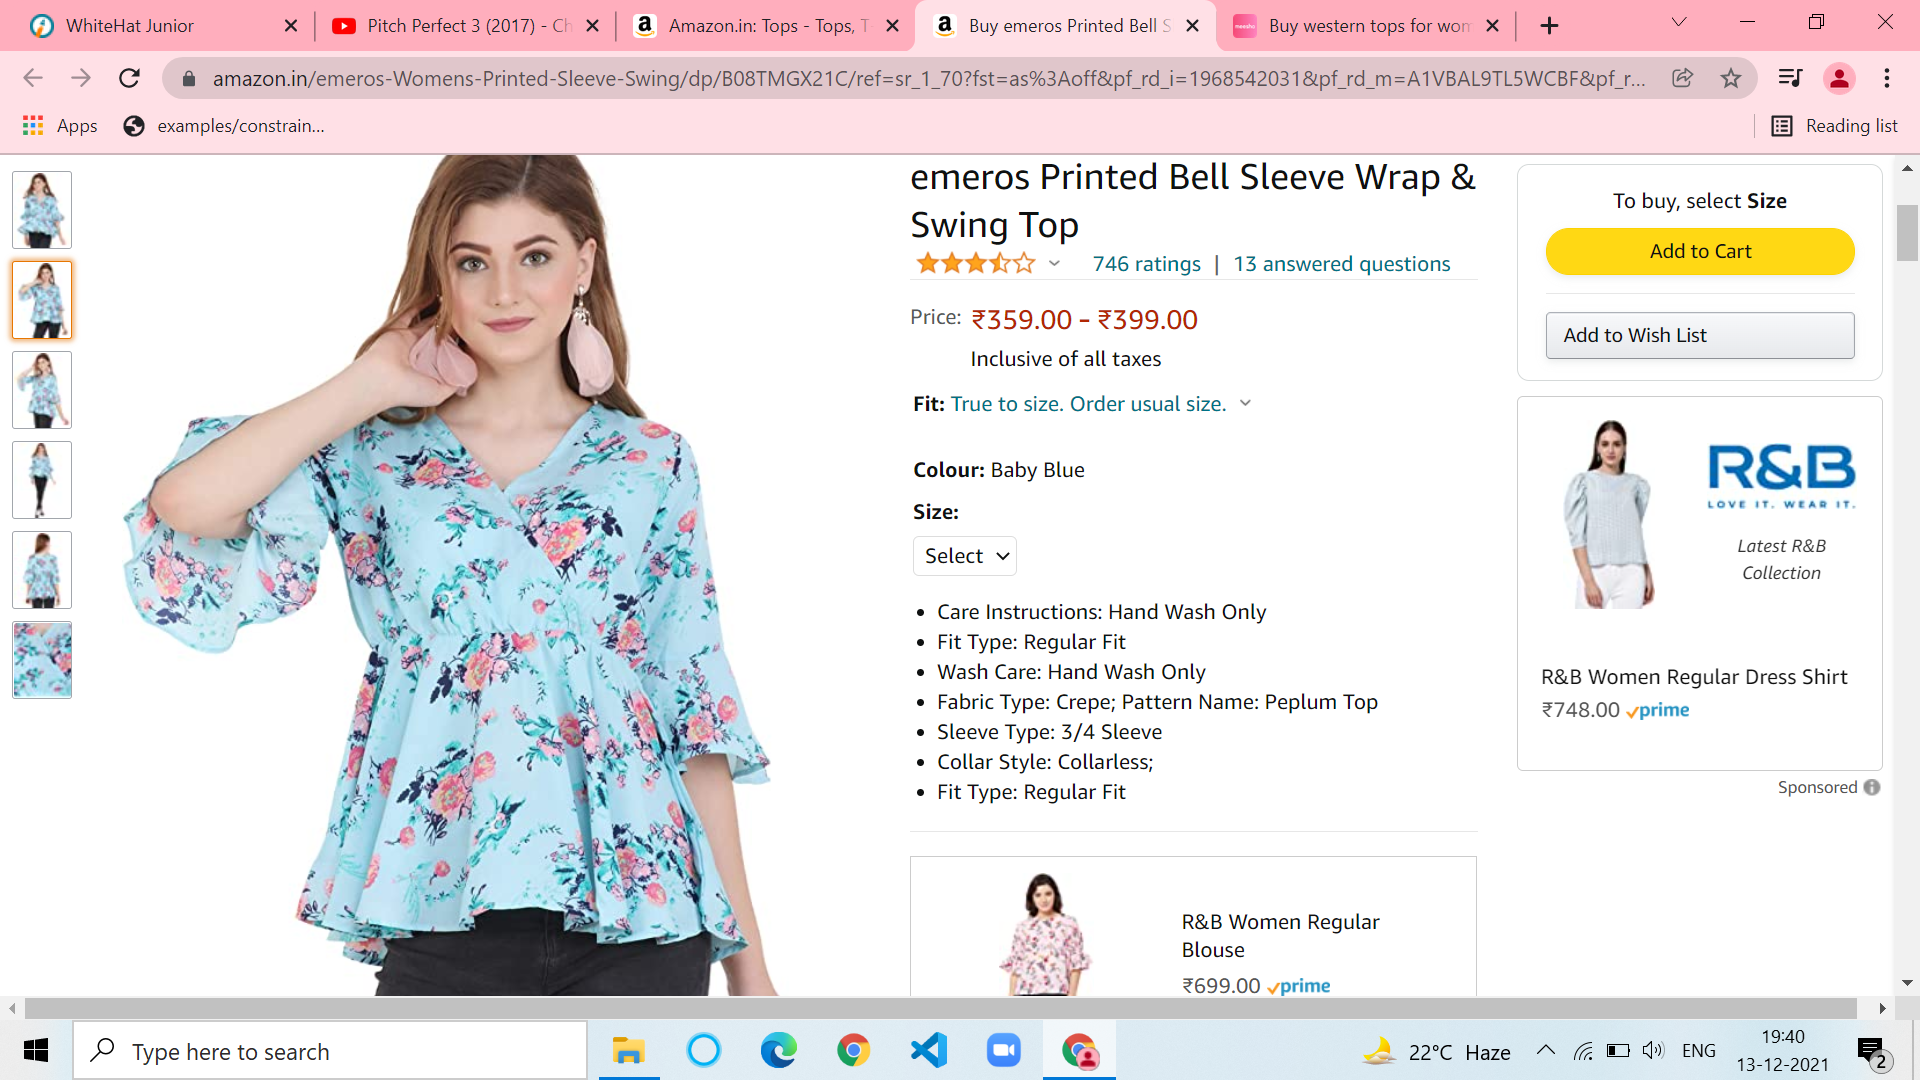 WhiteHat Junior
Pitch Perfect 3 (2017) - Ch
Amazon.in: Tops - Tops, T
Buy emeros Printed Bell S
Buy western tops for wom
amazon.in/emeros-Womens-Printed-Sleeve-Swing/dp/B08TMGX21C/ref=sr_1_70?fst=as%3Aoff&pf_rd_i=1968542031&pf_rd_m=A1VBAL9TL5WCBF&pf_r...
Apps
examples/constrain...
Reading list
emeros Printed Bell Sleeve Wrap &
Swing Top
746 ratings | 13 answered questions
Price: ₹359.00 - ₹399.00
Inclusive of all taxes
Fit: True to size. Order usual size.
Colour: Baby Blue
Size:
Select
• Care Instructions: Hand Wash Only
• Fit Type: Regular Fit
• Wash Care: Hand Wash Only
• Fabric Type: Crepe; Pattern Name: Peplum Top
• Sleeve Type: 3/4 Sleeve
• Collar Style: Collarless;
• Fit Type: Regular Fit
R&B Women Regular
Blouse
₹699.00 prime
To buy, select Size
Add to Cart
Add to Wish List
R&B
LOVE IT. WEAR IT.
Latest R&B
Collection
R&B Women Regular Dress Shirt
₹748.00 prime
Sponsored
Type here to search
22°C Haze
ENG
19:40
13-12-2021
2